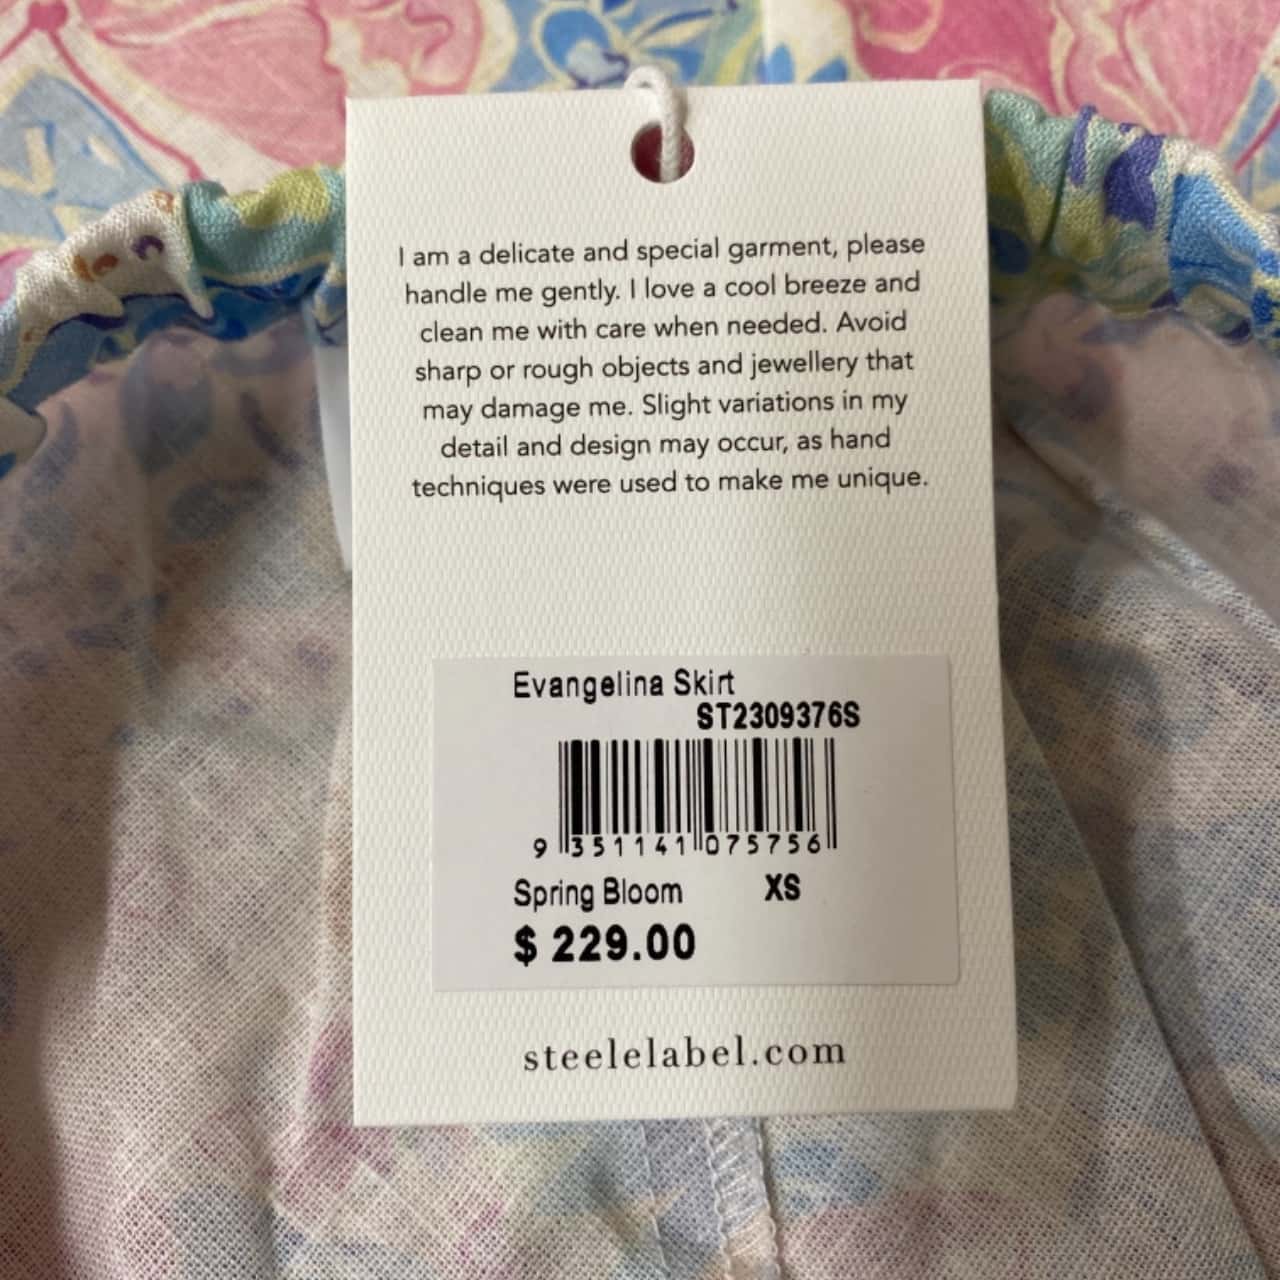 I am a delicate and special garment, please
handle me gently. I love a cool breeze and
clean me with care when needed. Avoid
sharp or rough objects and jewellery that
may damage me. Slight variations in my
detail and design may occur, as hand
techniques were used to make me unique.
Evangelina Skirt
ST2309376S
9 351141 075756
Spring Bloom XS
$ 229.00
steelelabel.com